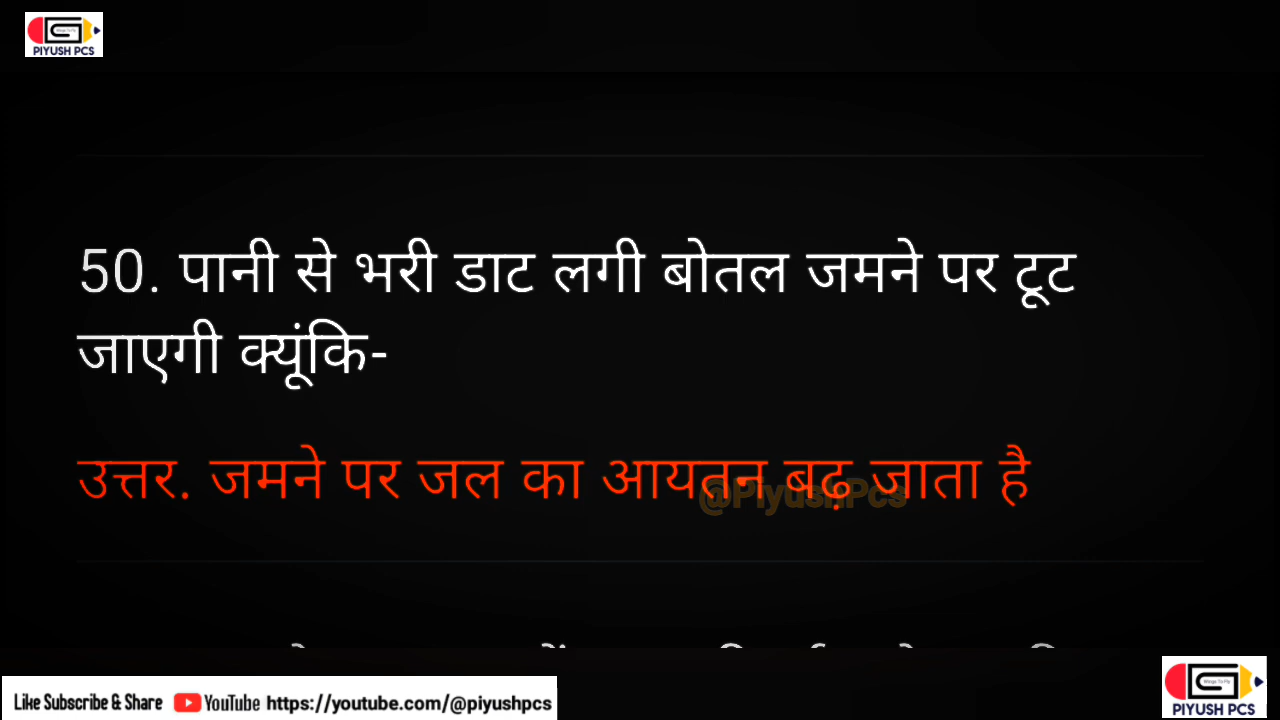 PIYUSH PCS
50. पानी से भरी डाट लगी बोतल जमने पर टूट
जाएगी क्यूंकि-
उत्तर. जमने पर जल का आयतन बढ़ जाता है
@PiyushPcs
Like Subscribe & Share YouTube https://youtube.com/@piyushpcs
PIYUSH PCS